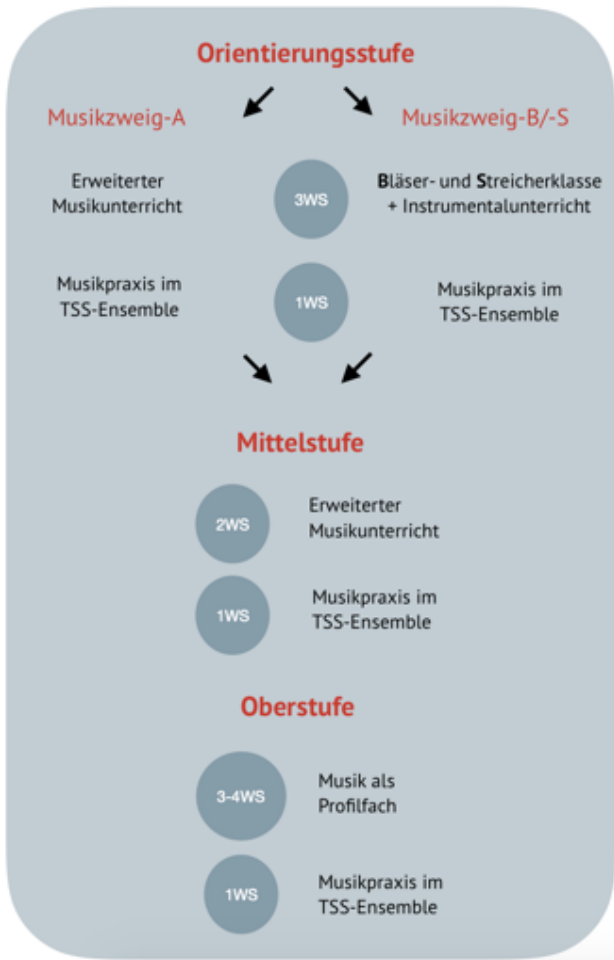 Orientierungsstufe
Musikzweig-A
Musikzweig-B/-S
Erweiterter
Musikunterricht
3WS
Bläser- und Streicherklasse
+ Instrumentalunterricht
Musikpraxis im
TSS-Ensemble
1WS
Musikpraxis im
TSS-Ensemble
Mittelstufe
2WS
Erweiterter
Musikunterricht
1WS
Musikpraxis im
TSS-Ensemble
Oberstufe
3-4WS
Musik als
Profilfach
1WS
Musikpraxis im
TSS-Ensemble